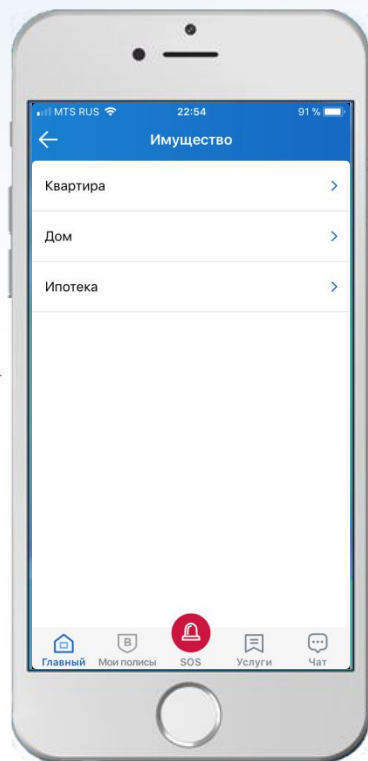 MTS RUS 22:54 91 %
Имущество
Квартира
Дом
Ипотека
B
Главный Мои полисы SOS Услуги Чат